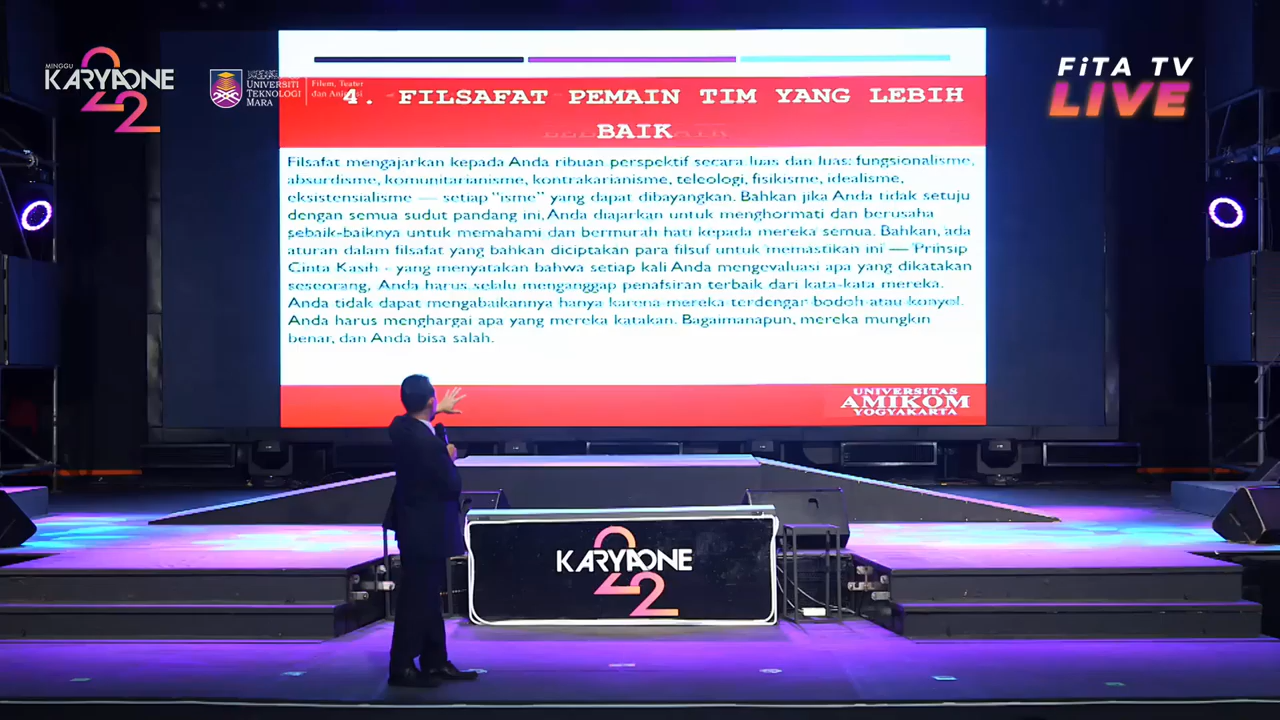 MINGGU
KARYAONE
22
UNIVERSITI
TEKNOLOGI
MARA
Filem, Teater
dan Animasi
FiTA TV
LIVE
4. FILSAFAT PEMAIN TIM YANG LEBIH
BAIK
Filsafat mengajarkan kepada Anda ribuan perspektif secara luas dan luas: fungsionalisme,
absurdisme, komunitarianisme, kontrakarianisme, teleologi, fisikisme, idealisme,
eksistensialisme — setiap "isme" yang dapat dibayangkan. Bahkan jika Anda tidak setuju
dengan semua sudut pandang ini, Anda diajarkan untuk menghormati dan berusaha
sebaik-baiknya untuk memahami dan bermurah hati kepada mereka semua. Bahkan, ada
aturan dalam filsafat yang bahkan diciptakan para filsuf untuk memastikan ini — Prinsip
Cinta Kasih - yang menyatakan bahwa setiap kali Anda mengevaluasi apa yang dikatakan
seseorang, Anda harus selalu menganggap penafsiran terbaik dari kata-kata mereka.
Anda tidak dapat mengabaikannya hanya karena mereka terdengar bodoh atau konyol.
Anda harus menghargai apa yang mereka katakan. Bagaimanapun, mereka mungkin
benar, dan Anda bisa salah.
UNIVERSITAS
AMIKOM
YOGYAKARTA
KARYAONE
22